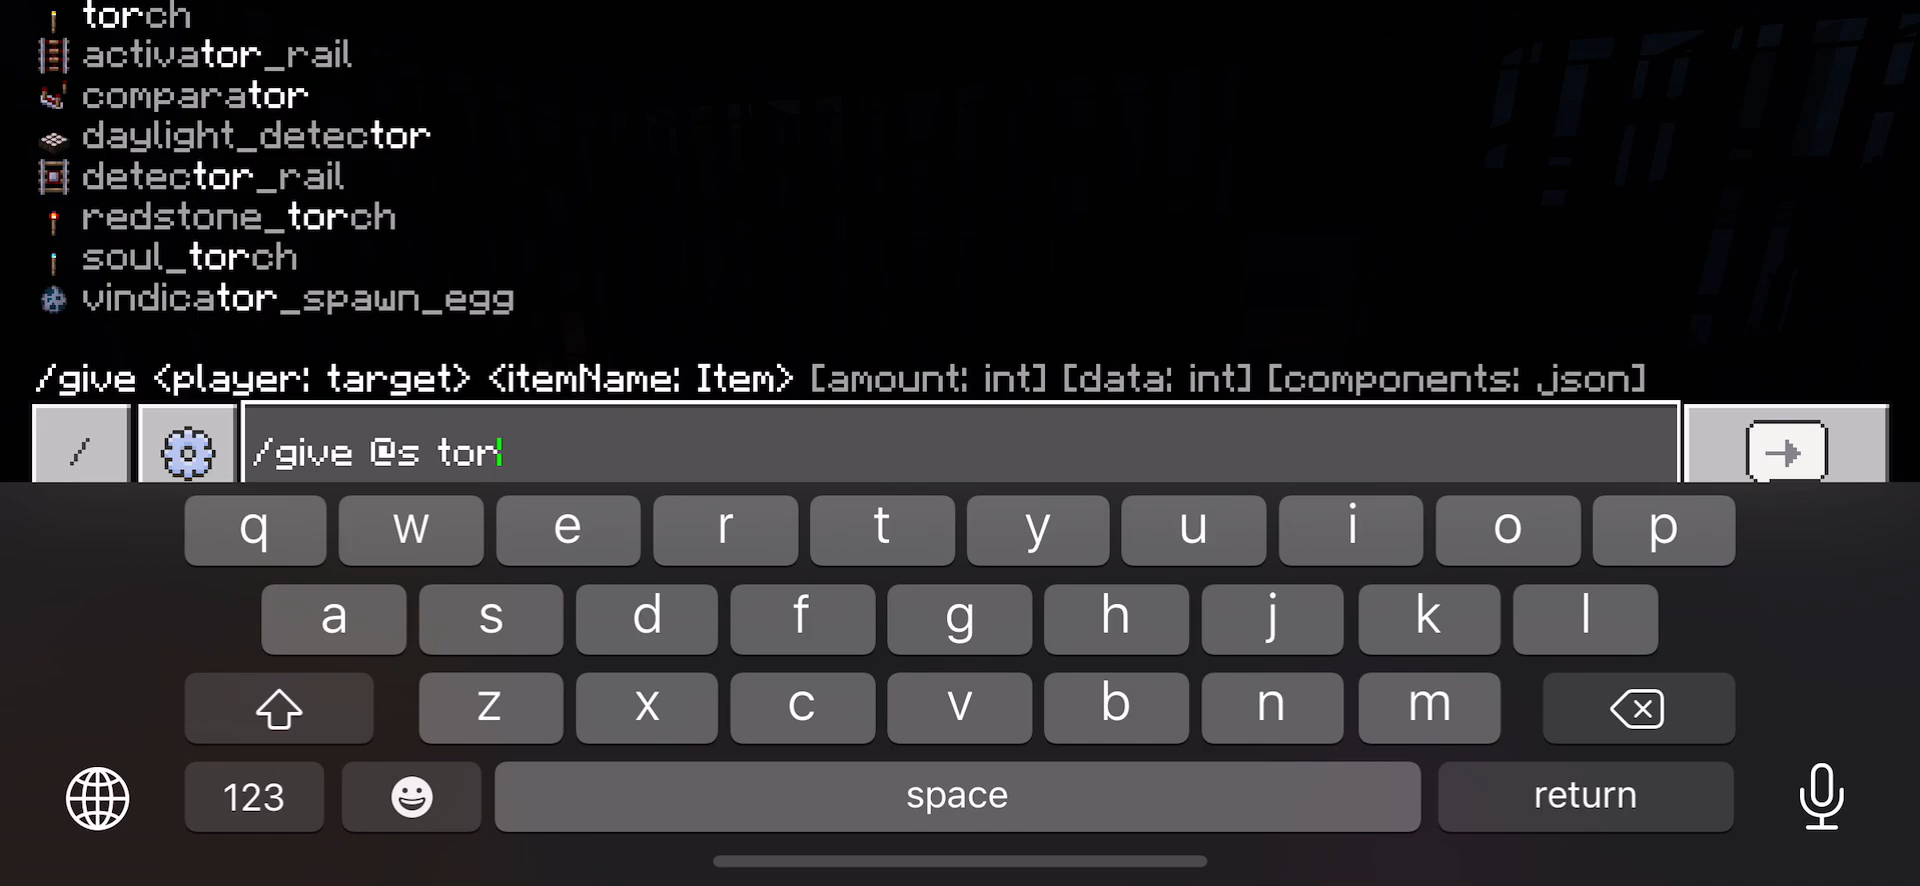 torch
activator_rail
comparator
daylight_detector
detector_rail
redstone_torch
soul_torch
vindicator_spawn_egg
/give <player: target> <itemName: Item> [amount: int] [data: int] [components: json]
/
/give @s tor
q w e r t y u i o p
a s d f g h j k l
z x c v b n m
123 space return